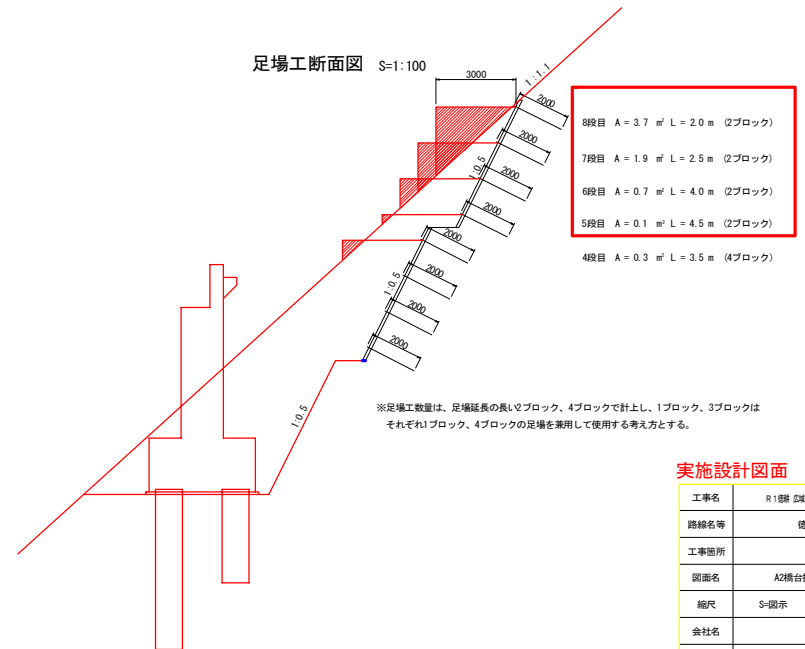 足場工断面図 S=1:100
3000
1:1.1
2000
2000
2000
2000
1:0.5
2000
2000
2000
2000
1:0.5
1:0.5
8段目 A = 3.7 ㎡ L = 2.0 m (2ブロック)
7段目 A = 1.9 ㎡ L = 2.5 m (2ブロック)
6段目 A = 0.7 ㎡ L = 4.0 m (2ブロック)
5段目 A = 0.1 ㎡ L = 4.5 m (2ブロック)
4段目 A = 0.3 ㎡ L = 3.5 m (4ブロック)
※足場工数量は、足場延長の長い2ブロック、4ブロックで計上し、1ブロック、3ブロックは
それぞれ1ブロック、4ブロックの足場を兼用して使用する考え方とする。
実施設計図面
工事名 R1徳耕 広域
路線名等 徳
工事箇所
図面名 A2橋台
縮尺 S=図示
会社名